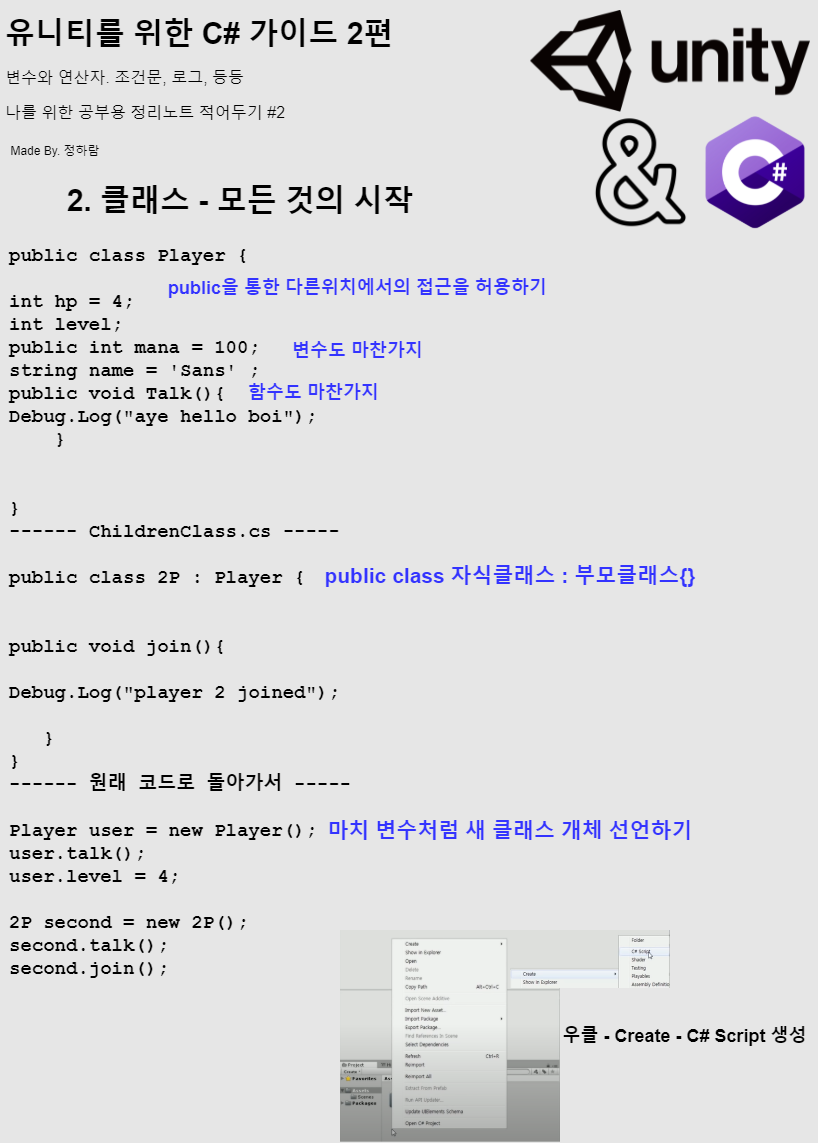 유니티를 위한 C# 가이드 2편
unity
변수와 연산자. 조건문, 로그, 등등
나를 위한 공부용 정리노트 적어두기 #2
&
C#
Made By. 정하람
2. 클래스 - 모든 것의 시작
public class Player {
public을 통한 다른위치에서의 접근을 허용하기
int hp = 4;
int level;
public int mana = 100; 변수도 마찬가지
string name = 'Sans' ;
public void Talk(){ 함수도 마찬가지
Debug.Log("aye hello boi");
}
}
------ ChildrenClass.cs -----
public class 2P : Player { public class 자식클래스 : 부모클래스{}
public void join(){
Debug.Log("player 2 joined");
}
}
------ 원래 코드로 돌아가서 -----
Player user = new Player(); 마치 변수처럼 새 클래스 개체 선언하기
user.talk();
user.level = 4;
2P second = new 2P();
second.talk();
second.join();
Create
Show in Explorer
Open
Delete
Rename
Copy Path Alt+Ctrl+C
Open Scene Additive
Import New Asset...
Import Package
Export Package...
Find References In Scene
Select Dependencies
Refresh Ctrl+R
Reimport
Reimport All
Extract From Prefab
Run API Updater...
Update UIElements Schema
Open C# Project
Project
Create
Favorites
Assets
Scenes
Packages
Create
Show in Explorer
Folder
C# Script
Shader
Testing
Playables
Assembly Definitio
우클 - Create - C# Script 생성